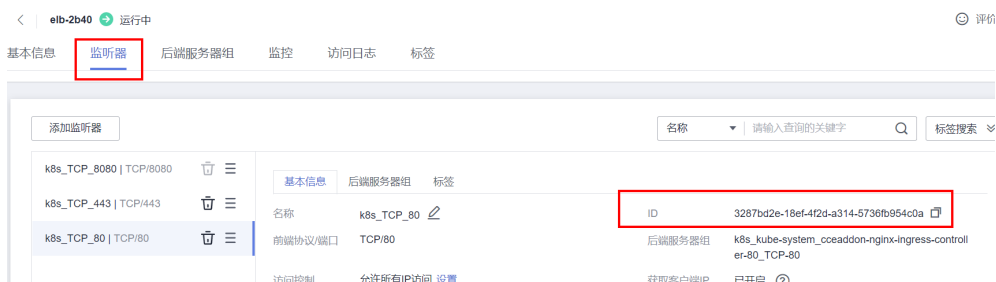 elb-2b40 运行中 评价
基本信息 监听器 后端服务器组 监控 访问日志 标签
添加监听器 名称 请输入查询的关键字 标签搜索
k8s_TCP_8080 | TCP/8080
k8s_TCP_443 | TCP/443
k8s_TCP_80 | TCP/80
基本信息 后端服务器组 标签
名称 k8s_TCP_80 ID 3287bd2e-18ef-4f2d-a314-5736fb954c0a
前端协议/端口 TCP/80 后端服务器组 k8s_kube-system_cceaddon-nginx-ingress-controll
er-80_TCP-80
访问控制 允许所有IP访问 设置 获取客户端IP 已开启